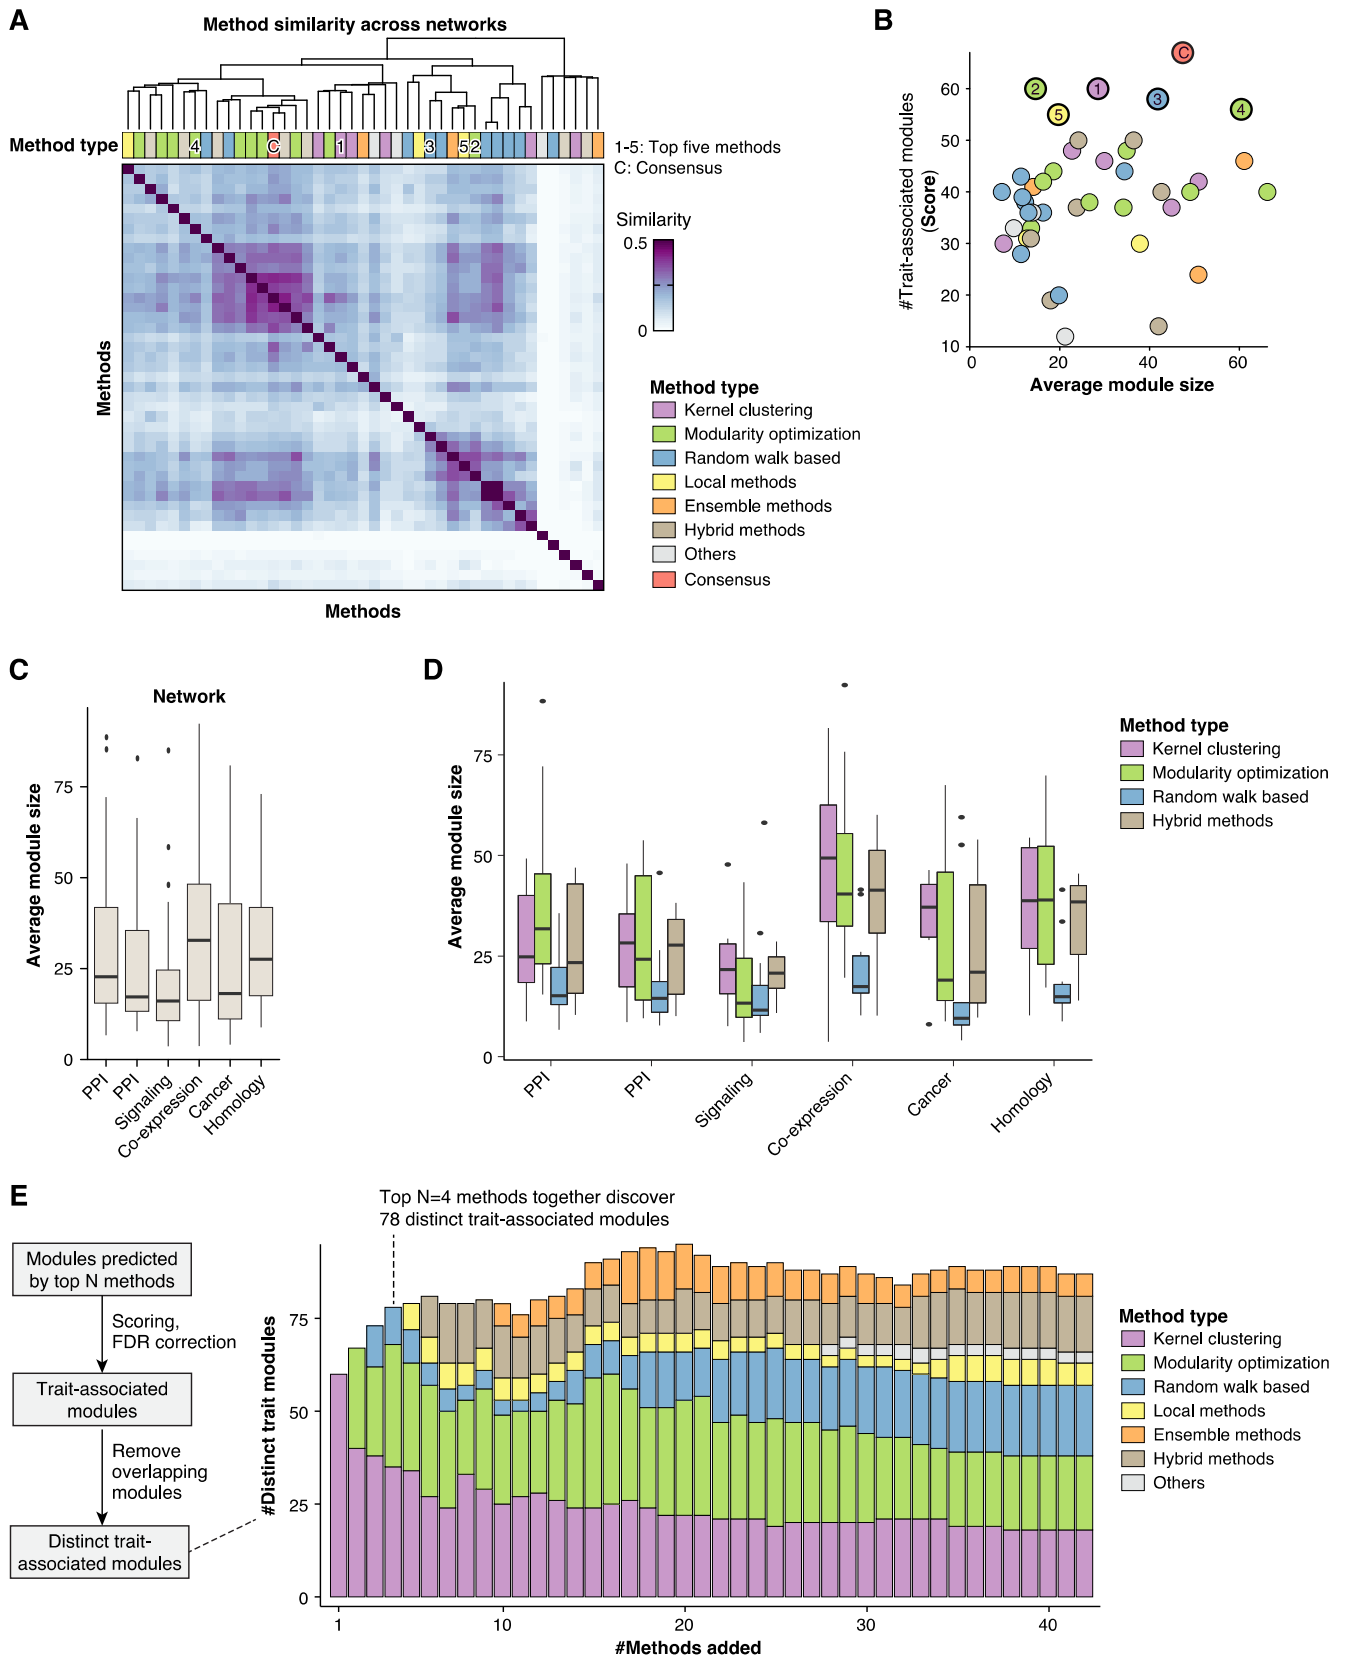 A
Method similarity across networks
Method type
4
C
1
3
5
2
1-5: Top five methods
C: Consensus
Similarity
0.5
0
Methods
Methods
Method type
Kernel clustering
Modularity optimization
Random walk based
Local methods
Ensemble methods
Hybrid methods
Others
Consensus
B
#Trait-associated modules
(Score)
60
50
40
30
20
10
C
2
1
3
4
5
0
20
40
60
Average module size
C
Network
Average module size
75
50
25
0
PPI
PPI
Signaling
Co-expression
Cancer
Homology
D
Average module size
75
50
25
0
PPI
PPI
Signaling
Co-expression
Cancer
Homology
Method type
Kernel clustering
Modularity optimization
Random walk based
Hybrid methods
E
Modules predicted
by top N methods
Scoring,
FDR correction
Trait-associated
modules
Remove
overlapping
modules
Distinct trait-
associated modules
Top N=4 methods together discover
78 distinct trait-associated modules
#Distinct trait modules
75
50
25
0
1
10
20
30
40
#Methods added
Method type
Kernel clustering
Modularity optimization
Random walk based
Local methods
Ensemble methods
Hybrid methods
Others